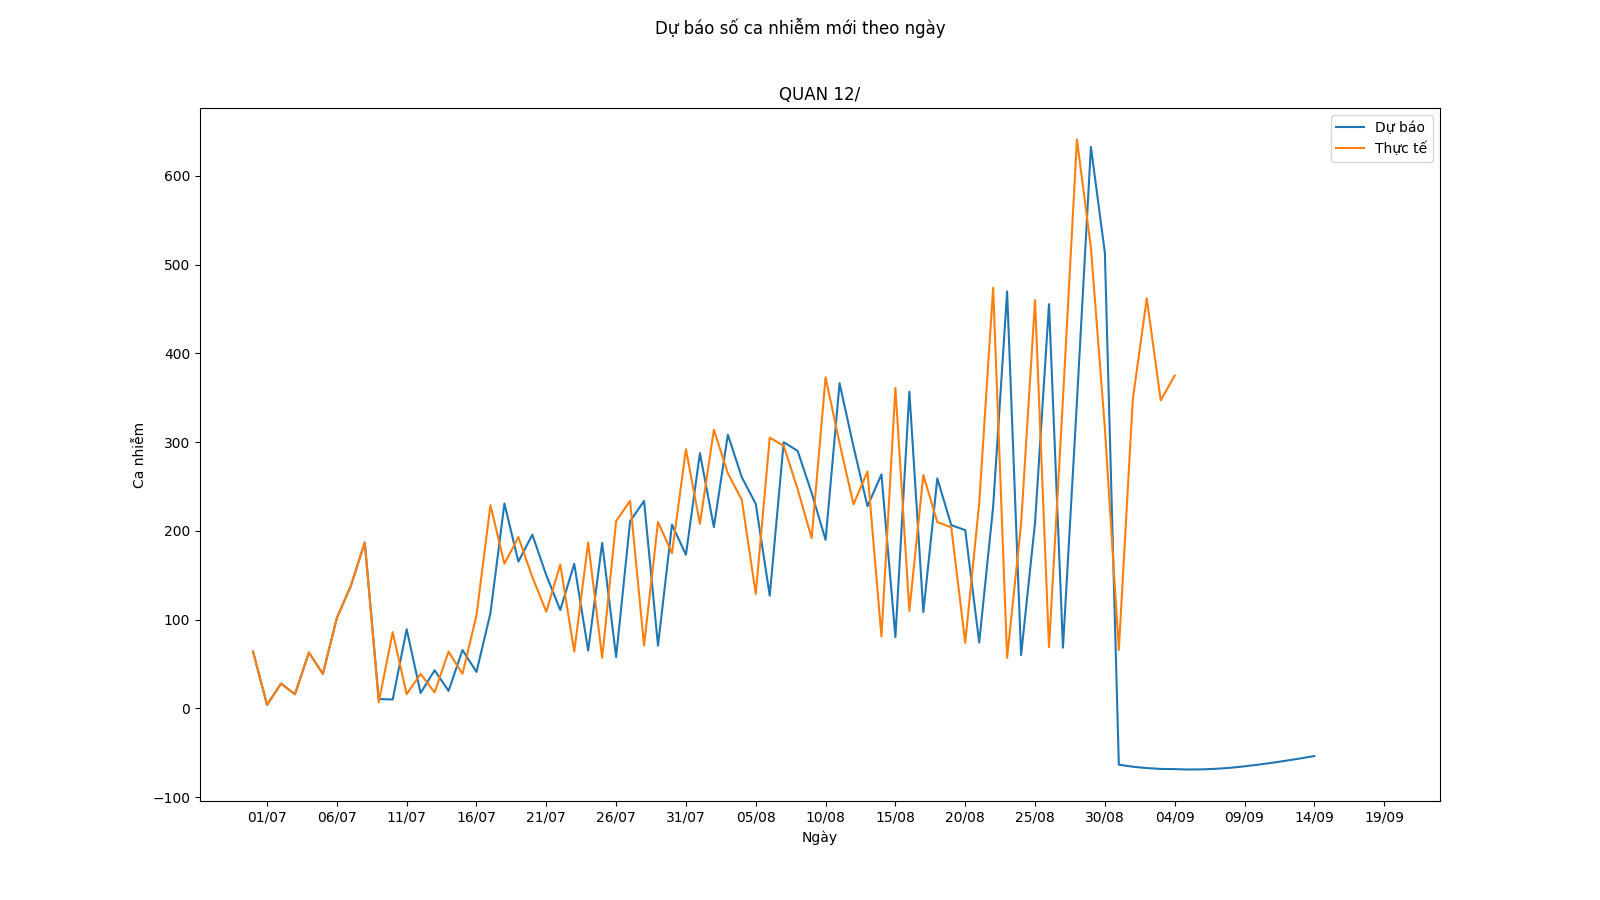 Dự báo số ca nhiễm mới theo ngày
QUAN 12/
Dự báo
Thực tế
600
500
400
300
200
100
0
−100
Ca nhiễm
01/07 06/07 11/07 16/07 21/07 26/07 31/07 05/08 10/08 15/08 20/08 25/08 30/08 04/09 09/09 14/09 19/09
Ngày